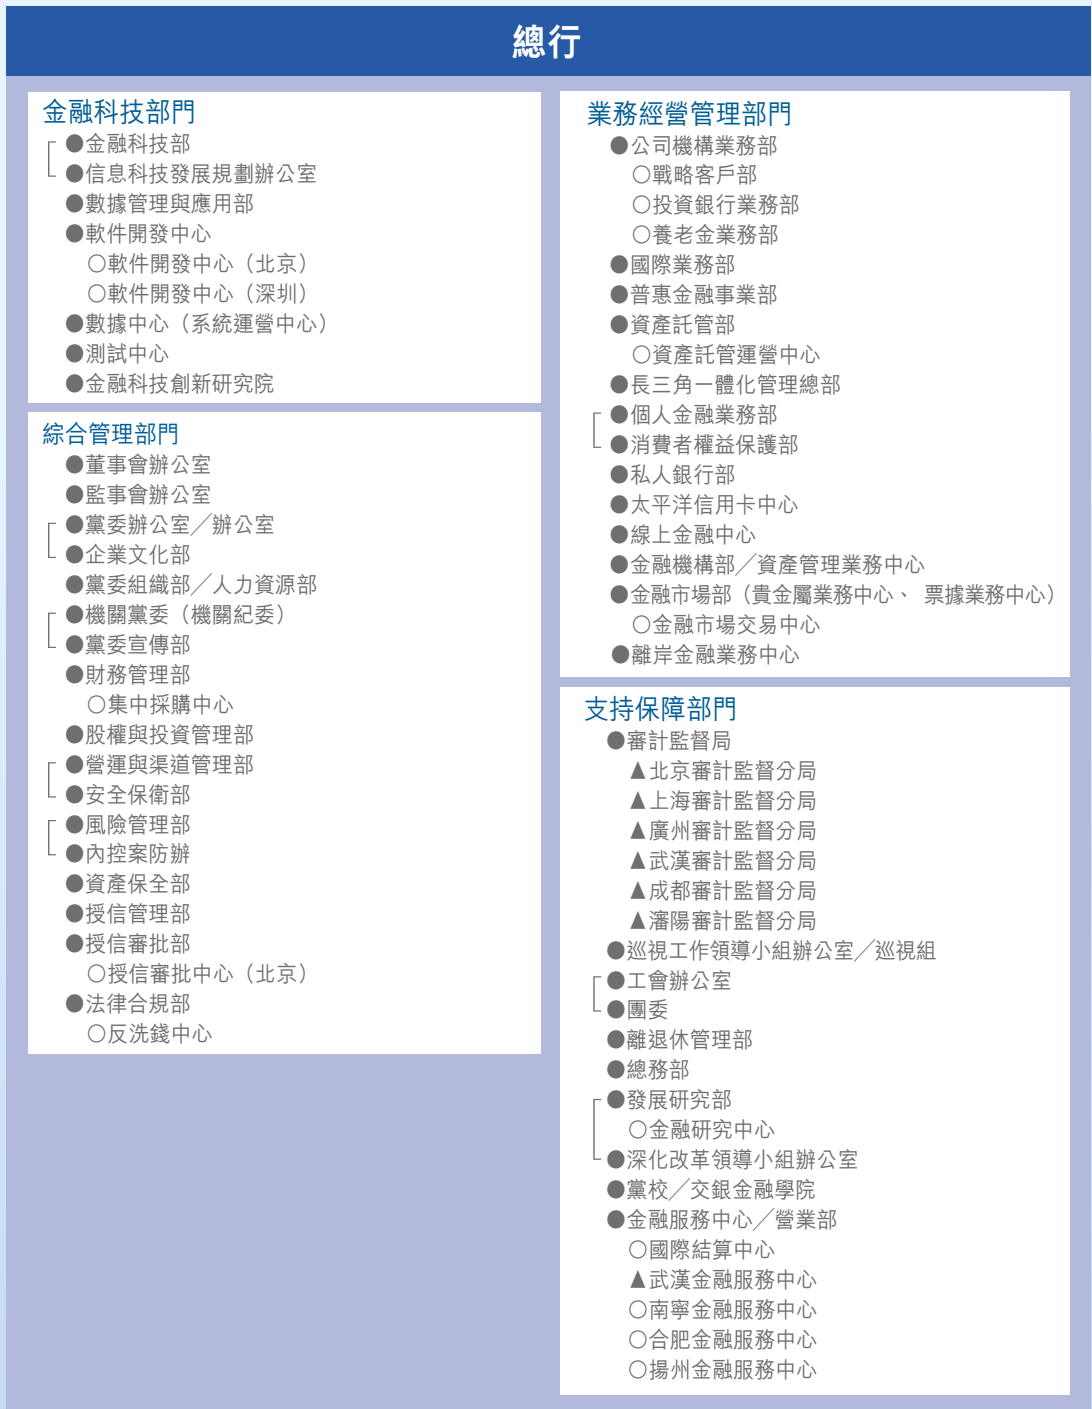 總行
金融科技部門
●金融科技部
●信息科技發展規劃辦公室
●數據管理與應用部
●軟件開發中心
○軟件開發中心（北京）
○軟件開發中心（深圳）
●數據中心（系統運營中心）
●測試中心
●金融科技創新研究院
綜合管理部門
●董事會辦公室
●監事會辦公室
●黨委辦公室╱辦公室
●企業文化部
●黨委組織部╱人力資源部
●機關黨委（機關紀委）
●黨委宣傳部
●財務管理部
○集中採購中心
●股權與投資管理部
●營運與渠道管理部
●安全保衛部
●風險管理部
●內控案防辦
●資產保全部
●授信管理部
●授信審批部
○授信審批中心（北京）
●法律合規部
○反洗錢中心
業務經營管理部門
●公司機構業務部
○戰略客戶部
○投資銀行業務部
○養老金業務部
●國際業務部
●普惠金融事業部
●資產託管部
○資產託管運營中心
●長三角一體化管理總部
●個人金融業務部
●消費者權益保護部
●私人銀行部
●太平洋信用卡中心
●線上金融中心
●金融機構部╱資產管理業務中心
●金融市場部（貴金屬業務中心、 票據業務中心）
○金融市場交易中心
●離岸金融業務中心
支持保障部門
●審計監督局
▲北京審計監督分局
▲上海審計監督分局
▲廣州審計監督分局
▲武漢審計監督分局
▲成都審計監督分局
▲瀋陽審計監督分局
●巡視工作領導小組辦公室╱巡視組
●工會辦公室
●團委
●離退休管理部
●總務部
●發展研究部
○金融研究中心
●深化改革領導小組辦公室
●黨校╱交銀金融學院
●金融服務中心╱營業部
○國際結算中心
▲武漢金融服務中心
○南寧金融服務中心
○合肥金融服務中心
○揚州金融服務中心